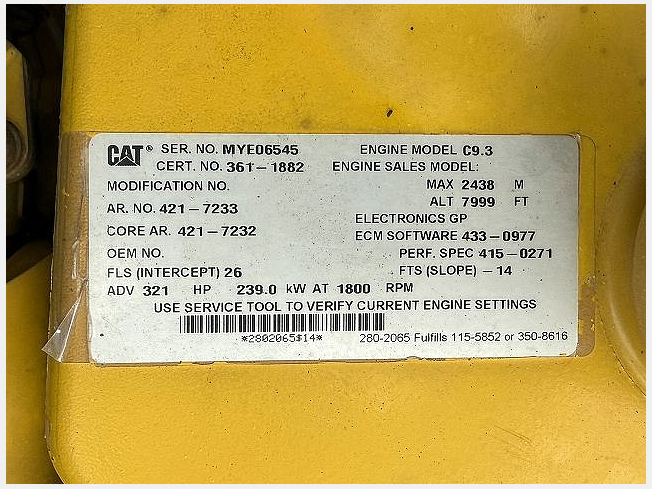 CAT® SER. NO. MYE06545 ENGINE MODEL C9.3
CERT. NO. 361-1882 ENGINE SALES MODEL:
MODIFICATION NO. MAX 2438 M
AR. NO. 421-7233 ALT 7999 FT
ELECTRONICS GP
CORE AR. 421-7232 ECM SOFTWARE 433-0977
OEM NO. PERF. SPEC 415-0271
FLS (INTERCEPT) 26 FTS (SLOPE) -14
ADV 321 HP 239.0 kW AT 1800 RPM
USE SERVICE TOOL TO VERIFY CURRENT ENGINE SETTINGS
*2802065$14* 280-2065 Fulfills 115-5852 or 350-8616